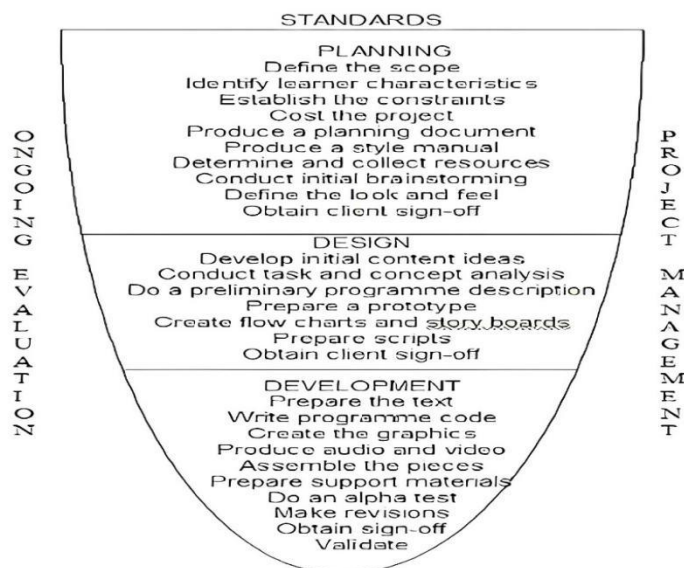 STANDARDS
PLANNING
Define the scope
Identify learner characteristics
Establish the constraints
Cost the project
Produce a planning document
Produce a style manual
Determine and collect resources
Conduct initial brainstorming
Define the look and feel
Obtain client sign-off
DESIGN
Develop initial content ideas
Conduct task and concept analysis
Do a preliminary programme description
Prepare a prototype
Create flow charts and story boards
Prepare scripts
Obtain client sign-off
DEVELOPMENT
Prepare the text
Write programme code
Create the graphics
Produce audio and video
Assemble the pieces
Prepare support materials
Do an alpha test
Make revisions
Obtain sign-off
Validate
ONGOING EVALUATION
PROJECT MANAGEMENT